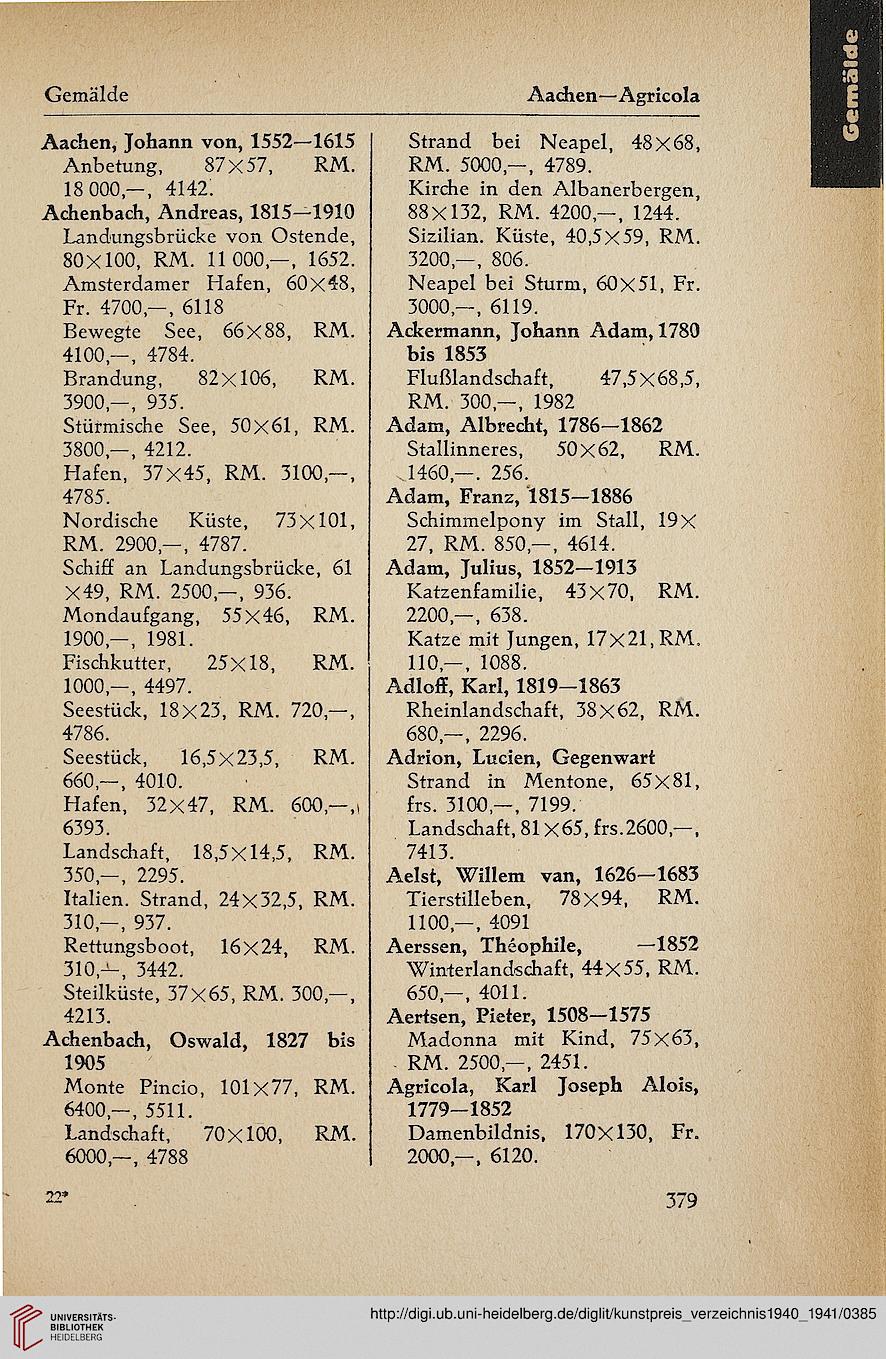 Gemälde
Gemälde
Aachen—Agricola
Aachen, Johann von, 1552—1615
Anbetung, 87×57, RM.
18 000,—, 4142.
Achenbach, Andreas, 1815—1910
Landungsbrücke von Ostende,
80×100, RM. 11 000,—, 1652.
Amsterdamer Hafen, 60×48,
Fr. 4700,—, 6118
Bewegte See, 66×88, RM.
4100,—, 4784.
Brandung, 82×106, RM.
3900,—, 935.
Stürmische See, 50×61, RM.
3800,—, 4212.
Hafen, 37×45, RM. 3100,—,
4785.
Nordische Küste, 73×101,
RM. 2900,—, 4787.
Schiff an Landungsbrücke, 61
×49, RM. 2500,—, 936.
Mondaufgang, 55×46, RM.
1900,—, 1981.
Fischkutter, 25×18, RM.
1000,—, 4497.
Seestück, 18×23, RM. 720,—,
4786.
Seestück, 16,5×23,5, RM.
660,—, 4010.
Hafen, 32×47, RM. 600,—,
6393.
Landschaft, 18,5×14,5, RM.
350,—, 2295.
Italien. Strand, 24×32,5, RM.
310,—, 937.
Rettungsboot, 16×24, RM.
310,—, 3442.
Steilküste, 37×65, RM. 300,—,
4213.
Achenbach, Oswald, 1827 bis
1905
Monte Pincio, 101×77, RM.
6400,—, 5511.
Landschaft, 70×100, RM.
6000,—, 4788
Strand bei Neapel, 48×68,
RM. 5000,—, 4789.
Kirche in den Albanerbergen,
88×132, RM. 4200,—, 1244.
Sizilian. Küste, 40,5×59, RM.
3200,—, 806.
Neapel bei Sturm, 60×51, Fr.
3000,—, 6119.
Ackermann, Johann Adam, 1780
bis 1853
Flußlandschaft, 47,5×68,5,
RM. 300,—, 1982
Adam, Albrecht, 1786—1862
Stallinneres, 50×62, RM.
1460,—. 256.
Adam, Franz, 1815—1886
Schimmelpony im Stall, 19×
27, RM. 850,—, 4614.
Adam, Julius, 1852—1913
Katzenfamilie, 43×70, RM.
2200,—, 638.
Katze mit Jungen, 17×21, RM.
110,—, 1088.
Adloff, Karl, 1819—1863
Rheinlandschaft, 38×62, RM.
680,—, 2296.
Adrion, Lucien, Gegenwart
Strand in Mentone, 65×81,
frs. 3100,—, 7199.
Landschaft, 81×65, frs. 2600,—,
7413.
Aelst, Willem van, 1626—1683
Tierstilleben, 78×94, RM.
1100,—, 4091
Aerssen, Théophile, —1852
Winterlandschaft, 44×55, RM.
650,—, 4011.
Aertsen, Pieter, 1508—1575
Madonna mit Kind, 75×63,
RM. 2500,—, 2451.
Agricola, Karl Joseph Alois,
1779—1852
Damenbildnis, 170×130, Fr.
2000,—, 6120.
22*
379
UNIVERSITÄTS-
BIBLIOTHEK
HEIDELBERG
http://digi.ub.uni-heidelberg.de/diglit/kunstpreis_verzeichnis1940_1941/0385